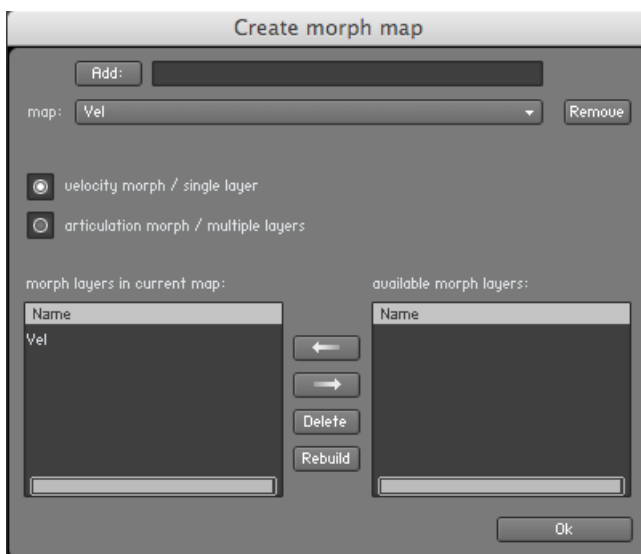 Create morph map
Add:
map: Vel Remove
velocity morph / single layer
articulation morph / multiple layers
morph layers in current map: available morph layers:
Name Name
Vel
Delete
Rebuild
Ok